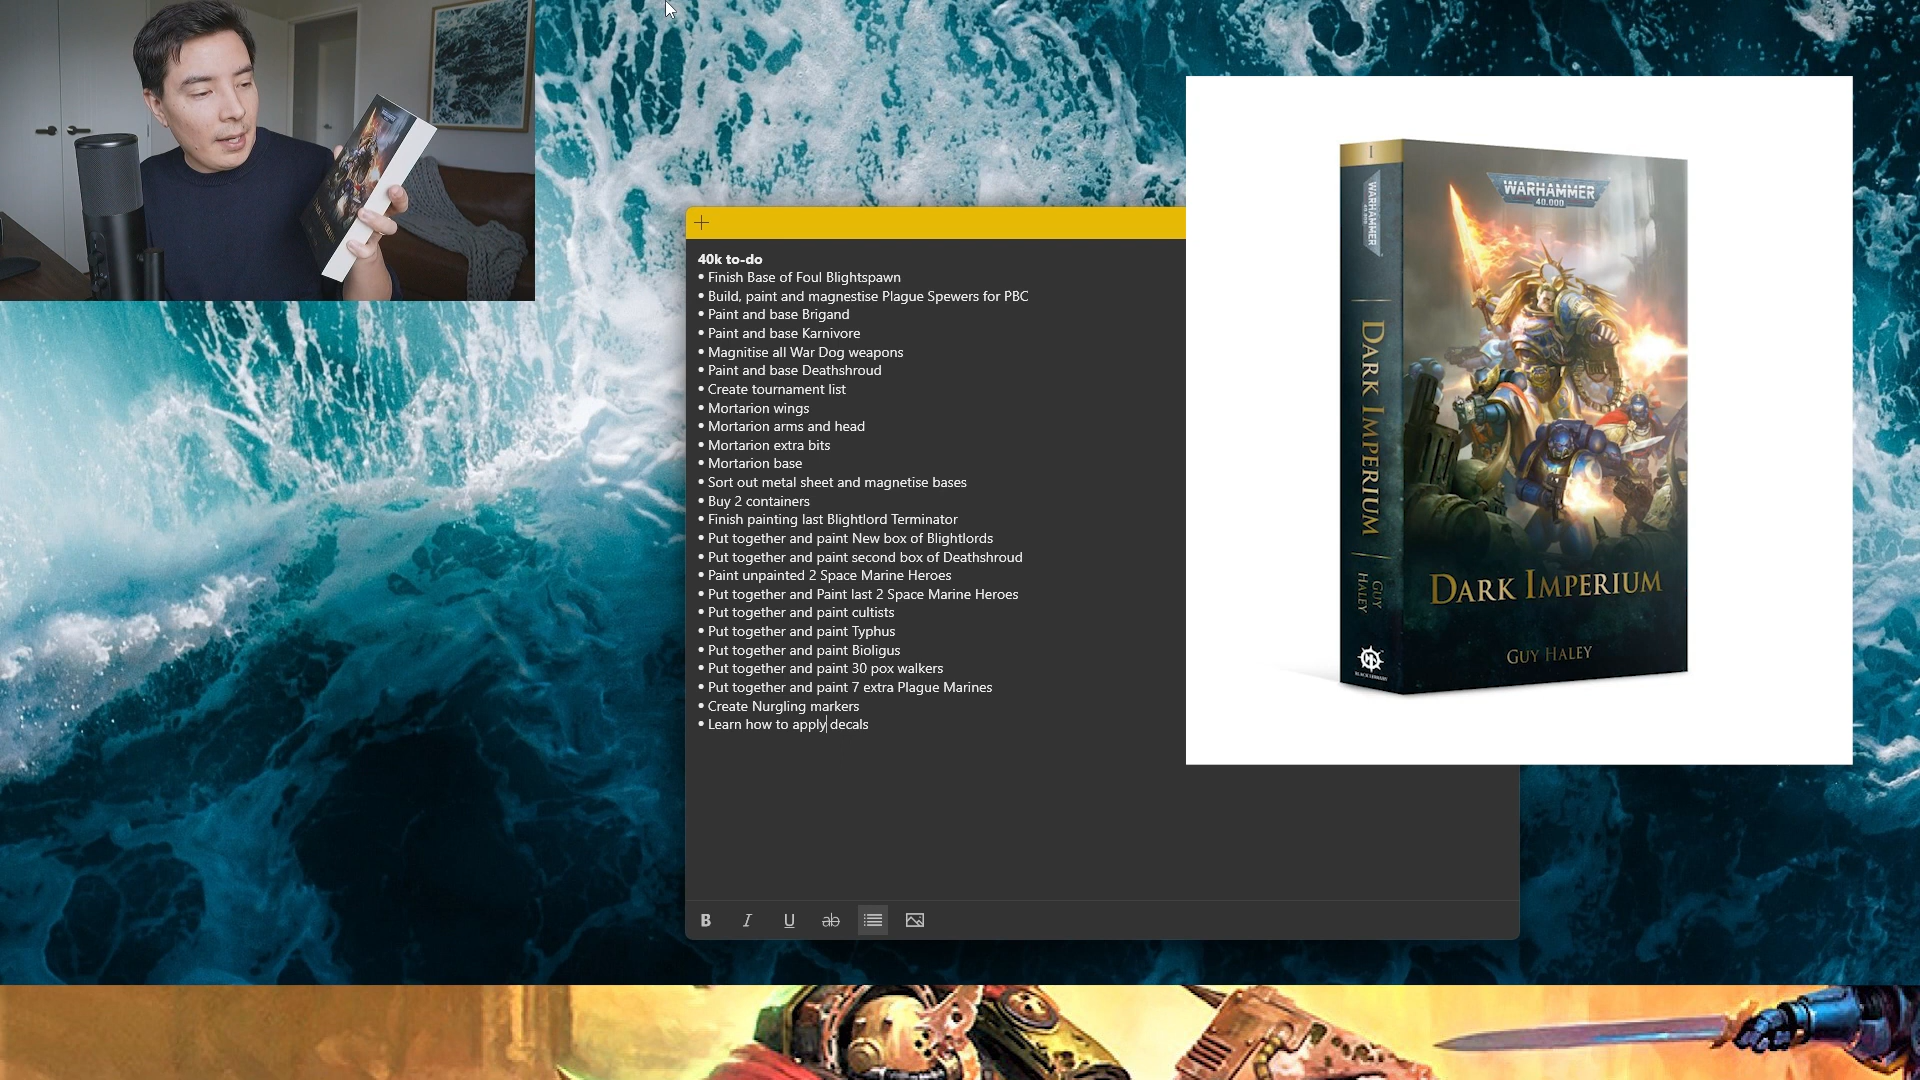 40k to-do
• Finish Base of Foul Blightspawn
• Build, paint and magnestise Plague Spewers for PBC
• Paint and base Brigand
• Paint and base Karnivore
• Magnitise all War Dog weapons
• Paint and base Deathshroud
• Create tournament list
• Mortarion wings
• Mortarion arms and head
• Mortarion extra bits
• Mortarion base
• Sort out metal sheet and magnetise bases
• Buy 2 containers
• Finish painting last Blightlord Terminator
• Put together and paint New box of Blightlords
• Put together and paint second box of Deathshroud
• Paint unpainted 2 Space Marine Heroes
• Put together and Paint last 2 Space Marine Heroes
• Put together and paint cultists
• Put together and paint Typhus
• Put together and paint Bioligus
• Put together and paint 30 pox walkers
• Put together and paint 7 extra Plague Marines
• Create Nurgling markers
• Learn how to apply decals
B I U ab
I
WARHAMMER
40,000
DARK IMPERIUM
GUY
HALEY
BLACK LIBRARY
WARHAMMER
40,000
DARK IMPERIUM
GUY HALEY